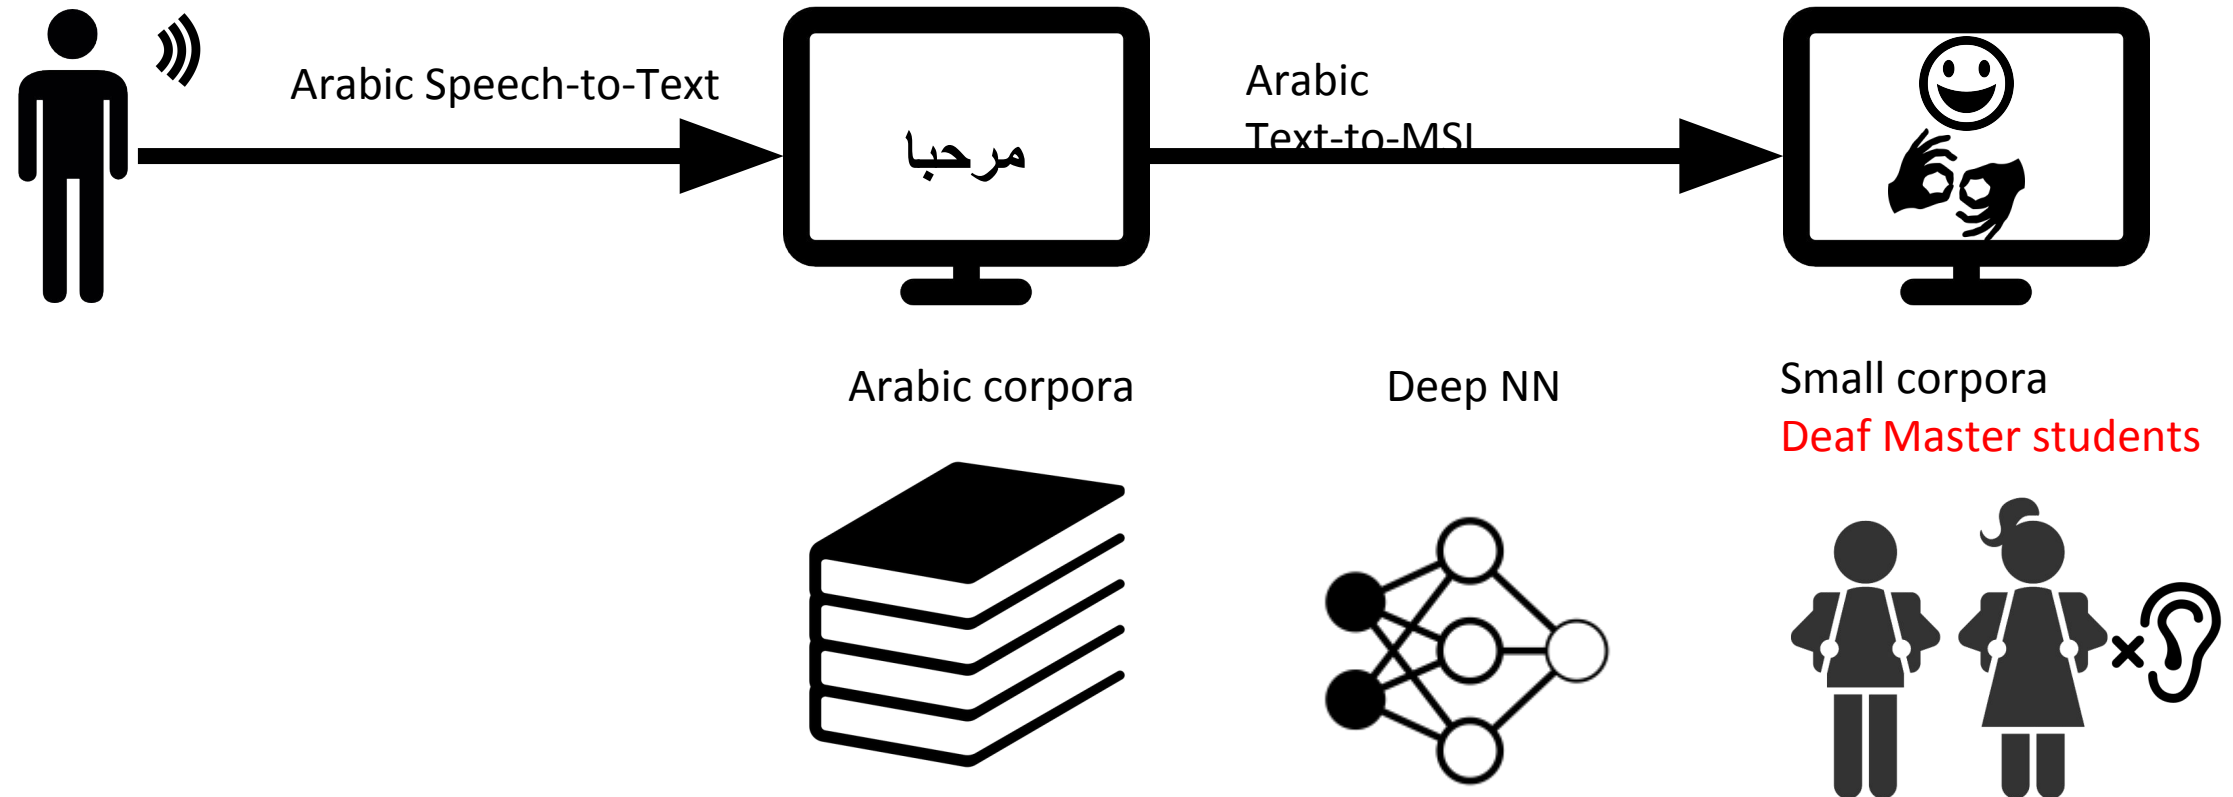 Arabic Speech-to-Text
مرحبا
Arabic
Text-to-MSL
Arabic corpora
Deep NN
Small corpora
Deaf Master students